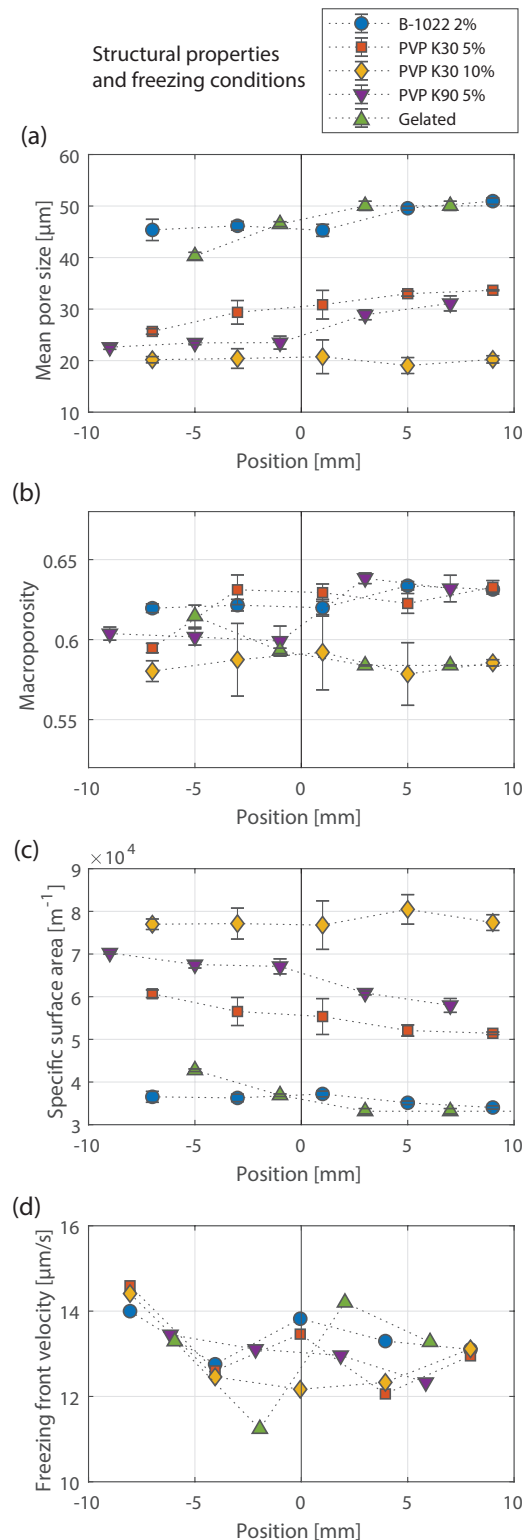 Structural properties
and freezing conditions
B-1022 2%
PVP K30 5%
PVP K30 10%
PVP K90 5%
Gelated
(a)
60
50
40
30
20
10
Mean pore size [µm]
-10 -5 0 5 10
Position [mm]
(b)
0.65
0.6
0.55
Macroporosity
-10 -5 0 5 10
Position [mm]
(c)
×10⁴
9
8
7
6
5
4
3
Specific surface area [m⁻¹]
-10 -5 0 5 10
Position [mm]
(d)
16
14
12
10
Freezing front velocity [µm/s]
-10 -5 0 5 10
Position [mm]